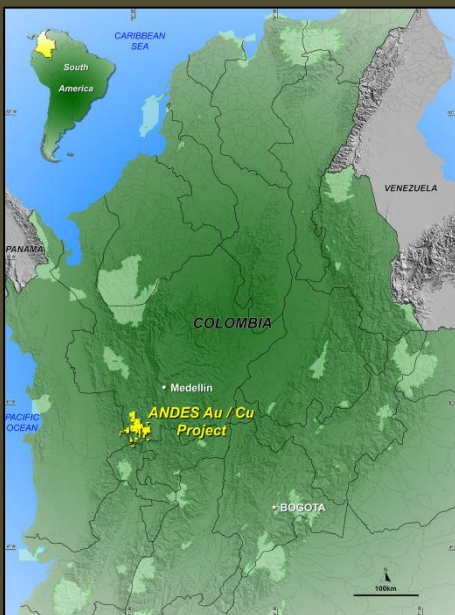 CARIBBEAN
SEA
South
America
VENEZUELA
PANAMA
COLOMBIA
Medellin
PACIFIC
OCEAN
ANDES Au / Cu
Project
BOGOTA
N
100km